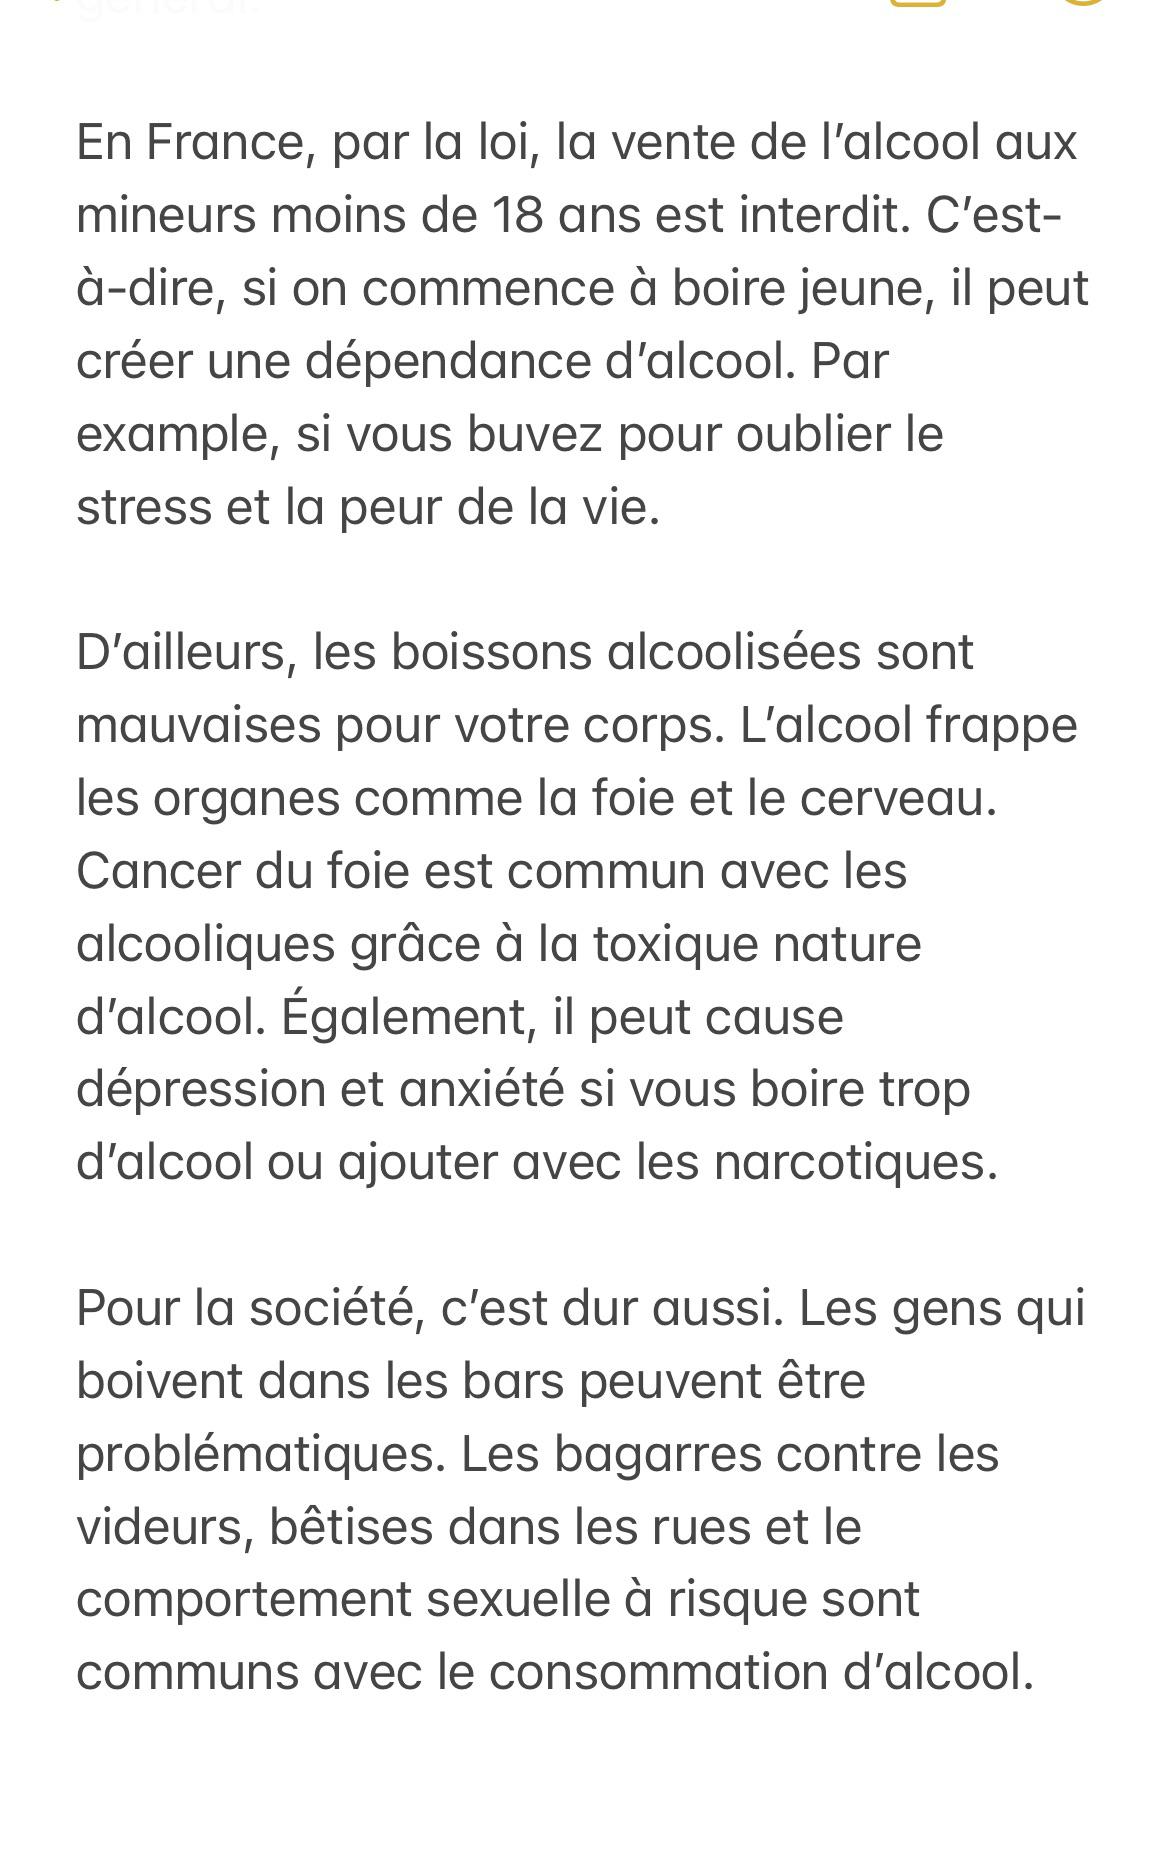 général.
En France, par la loi, la vente de l’alcool aux
mineurs moins de 18 ans est interdit. C’est-
à-dire, si on commence à boire jeune, il peut
créer une dépendance d’alcool. Par
example, si vous buvez pour oublier le
stress et la peur de la vie.
D’ailleurs, les boissons alcoolisées sont
mauvaises pour votre corps. L’alcool frappe
les organes comme la foie et le cerveau.
Cancer du foie est commun avec les
alcooliques grâce à la toxique nature
d’alcool. Également, il peut cause
dépression et anxiété si vous boire trop
d’alcool ou ajouter avec les narcotiques.
Pour la société, c’est dur aussi. Les gens qui
boivent dans les bars peuvent être
problématiques. Les bagarres contre les
videurs, bêtises dans les rues et le
comportement sexuelle à risque sont
communs avec le consommation d’alcool.